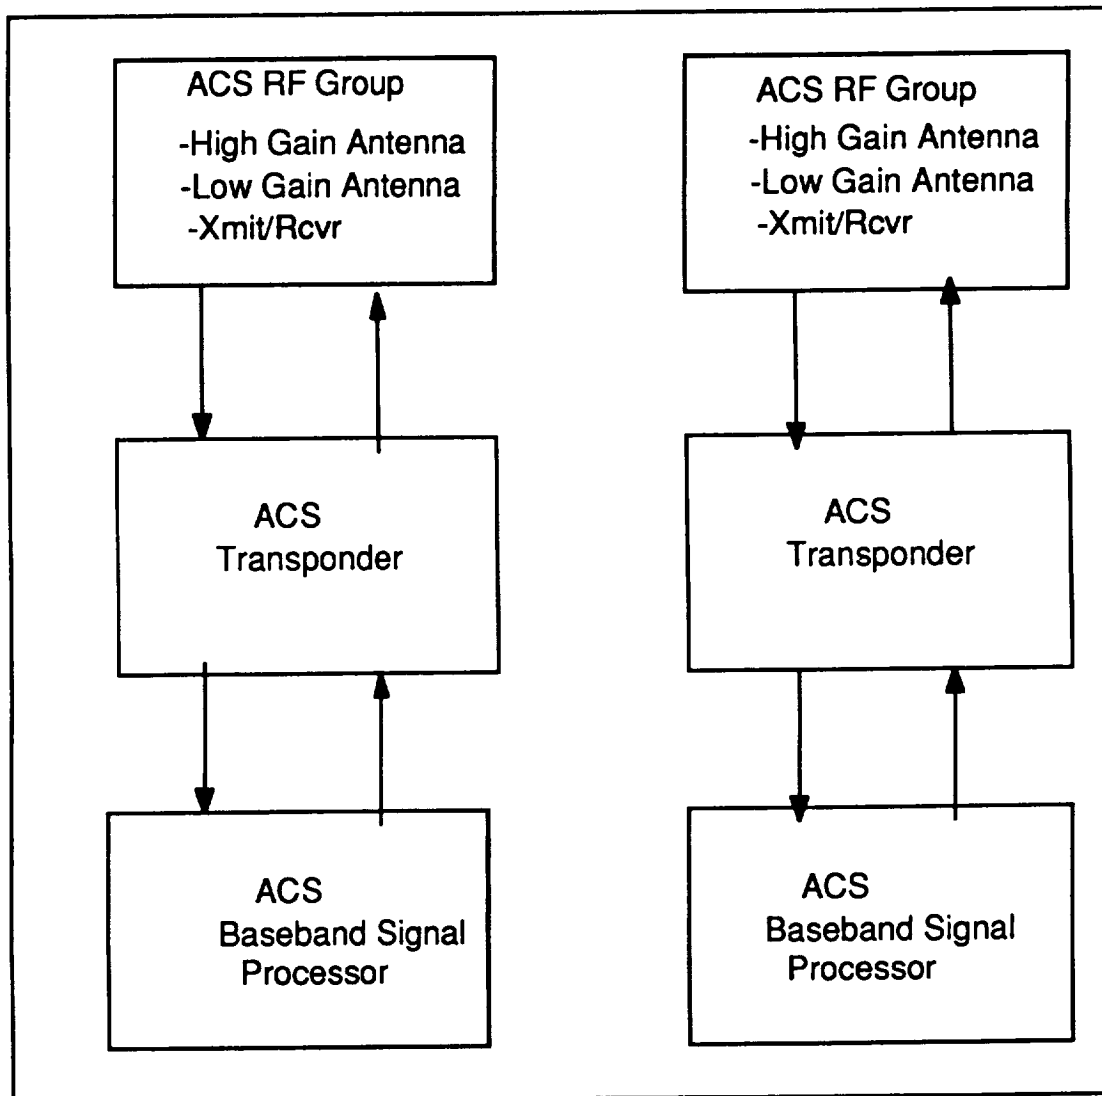 ACS RF Group
-High Gain Antenna
-Low Gain Antenna
-Xmit/Rcvr
ACS
Transponder
ACS
Baseband Signal
Processor
ACS RF Group
-High Gain Antenna
-Low Gain Antenna
-Xmit/Rcvr
ACS
Transponder
ACS
Baseband Signal
Processor